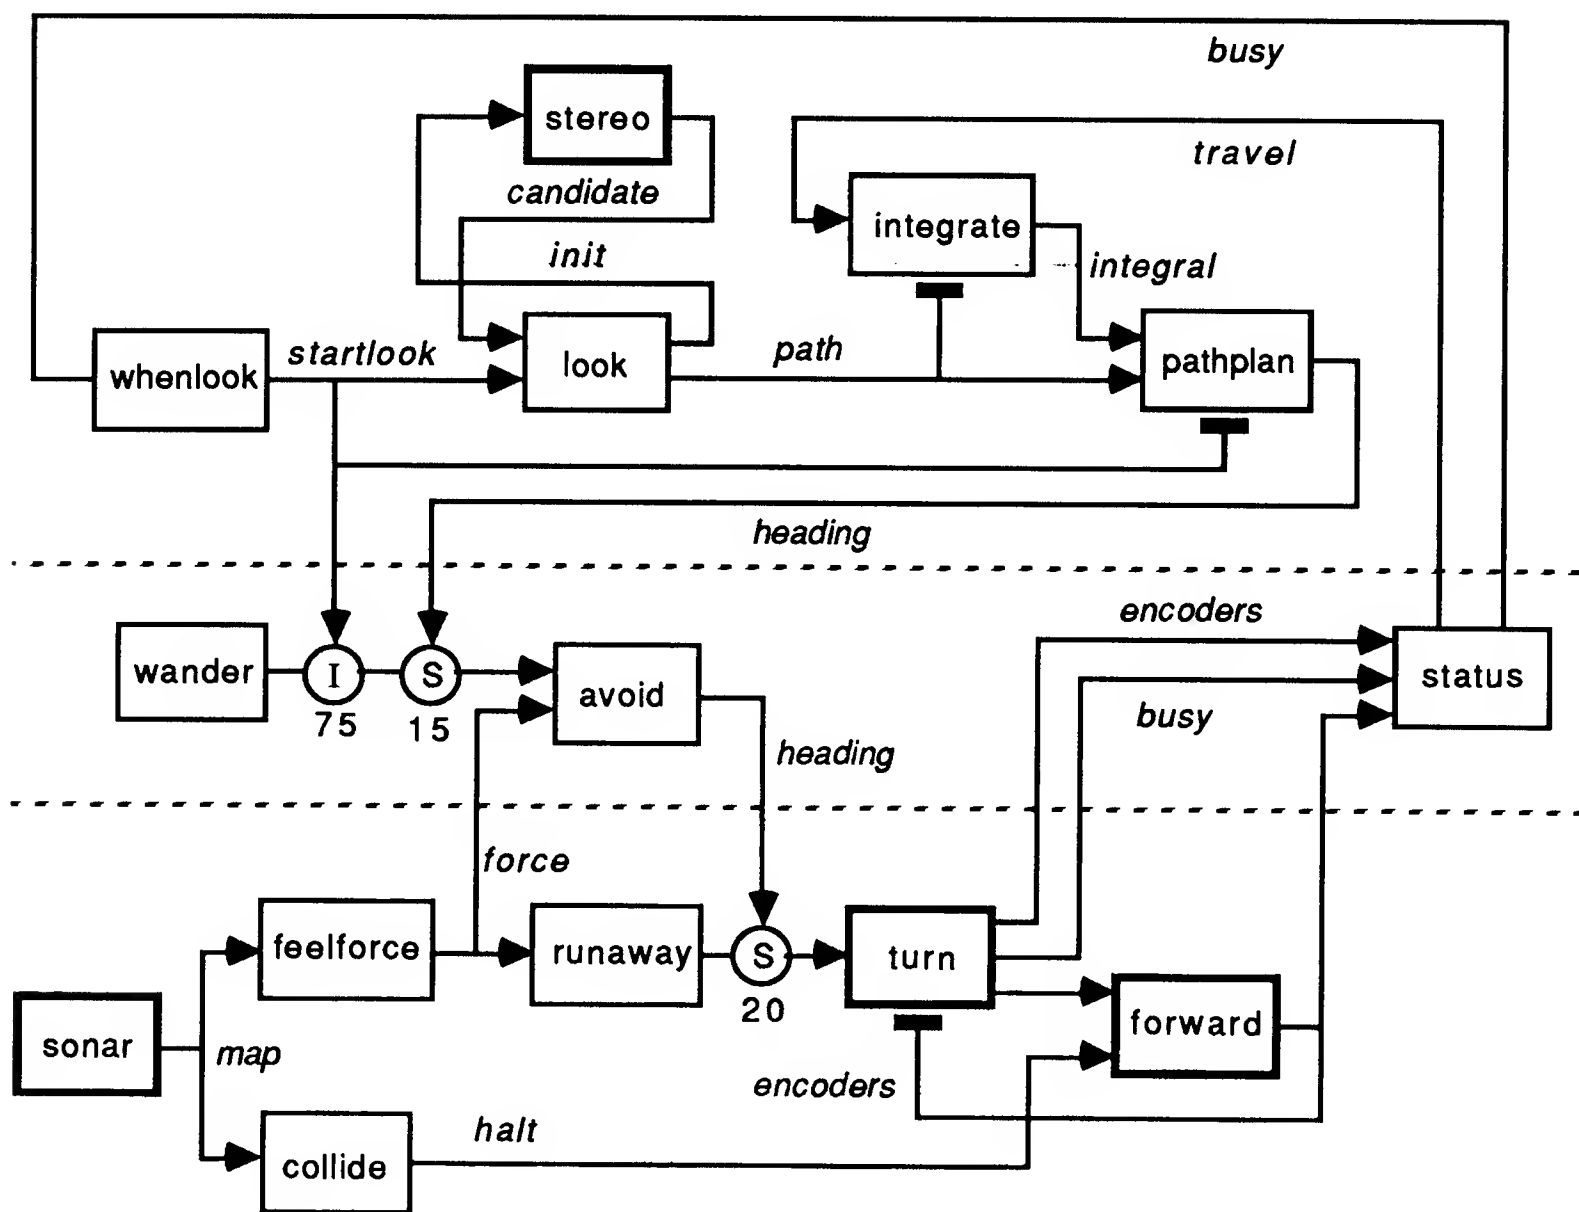 busy
stereo
travel
candidate
integrate
init
integral
startlook
look
path
pathplan
whenlook
heading
encoders
wander
I
S
avoid
status
75
15
busy
heading
force
feelforce
runaway
S
turn
20
forward
sonar
map
encoders
halt
collide